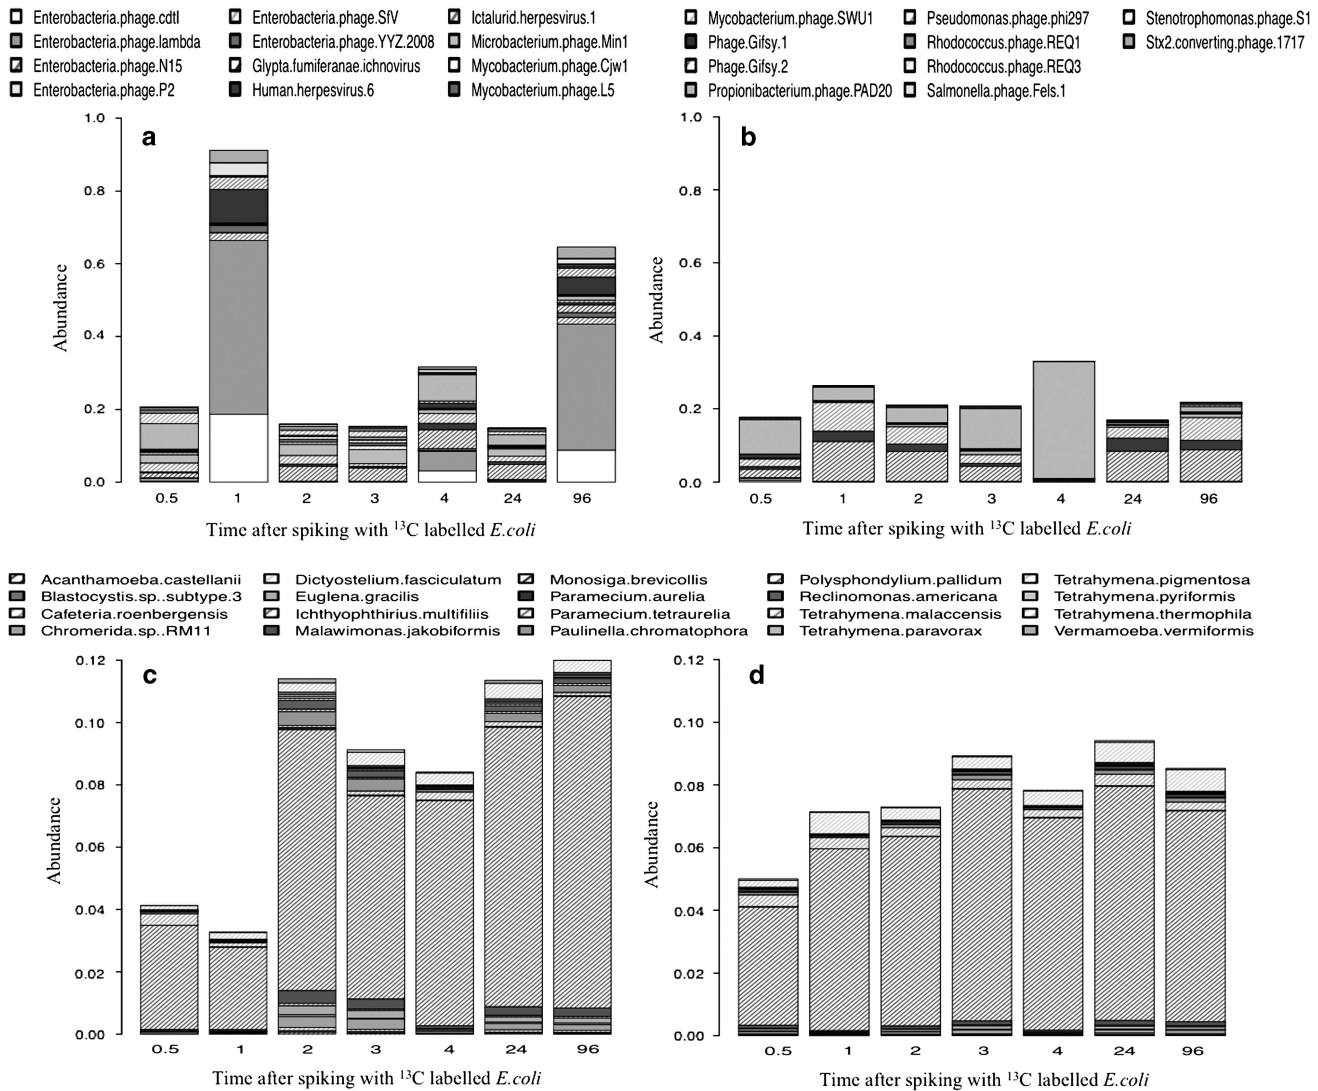 Enterobacteria.phage.cdtI Enterobacteria.phage.SfV Ictalurid.herpesvirus.1 Mycobacterium.phage.SWU1 Pseudomonas.phage.phi297 Stenotrophomonas.phage.S1
Enterobacteria.phage.lambda Enterobacteria.phage.YYZ.2008 Microbacterium.phage.Min1 Phage.Gifsy.1 Rhodococcus.phage.REQ1 Stx2.converting.phage.1717
Enterobacteria.phage.N15 Glypta.fumiferanae.ichnovirus Mycobacterium.phage.Cjw1 Phage.Gifsy.2 Rhodococcus.phage.REQ3
Enterobacteria.phage.P2 Human.herpesvirus.6 Mycobacterium.phage.L5 Propionibacterium.phage.PAD20 Salmonella.phage.Fels.1
a
1.0
0.8
0.6
0.4
0.2
0.0
Abundance
0.5 1 2 3 4 24 96
Time after spiking with 13C labelled E.coli
b
1.0
0.8
0.6
0.4
0.2
0.0
Abundance
0.5 1 2 3 4 24 96
Time after spiking with 13C labelled E.coli
Acanthamoeba.castellanii Dictyostelium.fasciculatum Monosiga.brevicollis Polysphondylium.pallidum Tetrahymena.pigmentosa
Blastocystis.sp..subtype.3 Euglena.gracilis Paramecium.aurelia Reclinomonas.americana Tetrahymena.pyriformis
Cafeteria.roenbergensis Ichthyophthirius.multifiliis Paramecium.tetraurelia Tetrahymena.malaccensis Tetrahymena.thermophila
Chromerida.sp..RM11 Malawimonas.jakobiformis Paulinella.chromatophora Tetrahymena.paravorax Vermamoeba.vermiformis
c
0.12
0.10
0.08
0.06
0.04
0.02
0.00
Abundance
0.5 1 2 3 4 24 96
Time after spiking with 13C labelled E.coli
d
0.12
0.10
0.08
0.06
0.04
0.02
0.00
Abundance
0.5 1 2 3 4 24 96
Time after spiking with 13C labelled E.coli